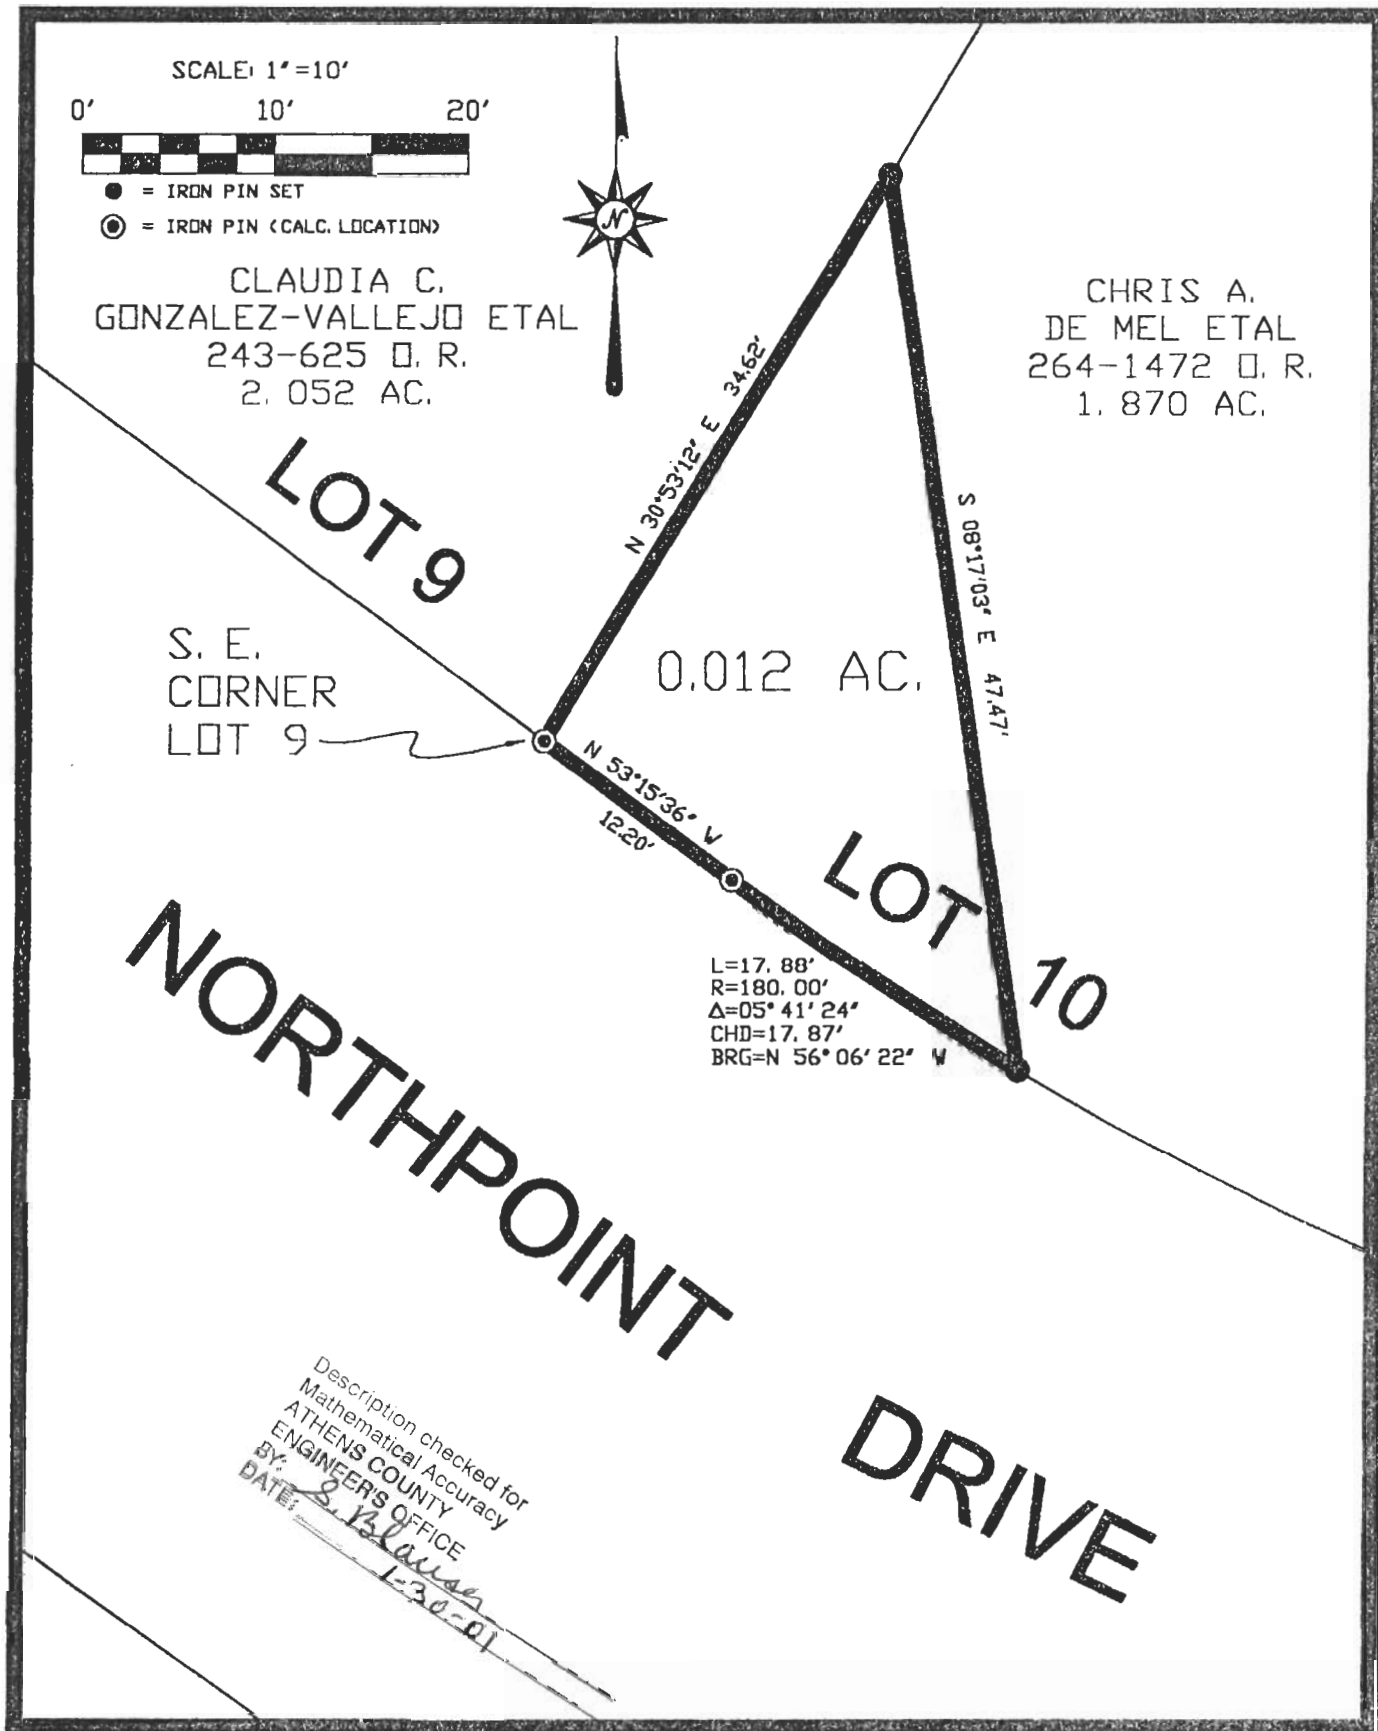 SCALE: 1"=10'
0' 10' 20'
= IRON PIN SET
= IRON PIN (CALC. LOCATION)
N
CLAUDIA C.
GONZALEZ-VALLEJO ETAL
243-625 O. R.
2. 052 AC.
CHRIS A.
DE MEL ETAL
264-1472 O. R.
1. 870 AC.
LOT 9
N 30°53'12" E 34.62'
S 08°17'03" E 47.47'
S. E.
CORNER
LOT 9
0.012 AC.
N 53°15'36" W
12.20'
LOT 10
L=17. 88'
R=180. 00'
Δ=05° 41' 24"
CHD=17. 87'
BRG=N 56° 06' 22" W
NORTHPOINT DRIVE
Description checked for
Mathematical Accuracy
ATHENS COUNTY
ENGINEER'S OFFICE
BY: S. Blauser
DATE: 1-30-01